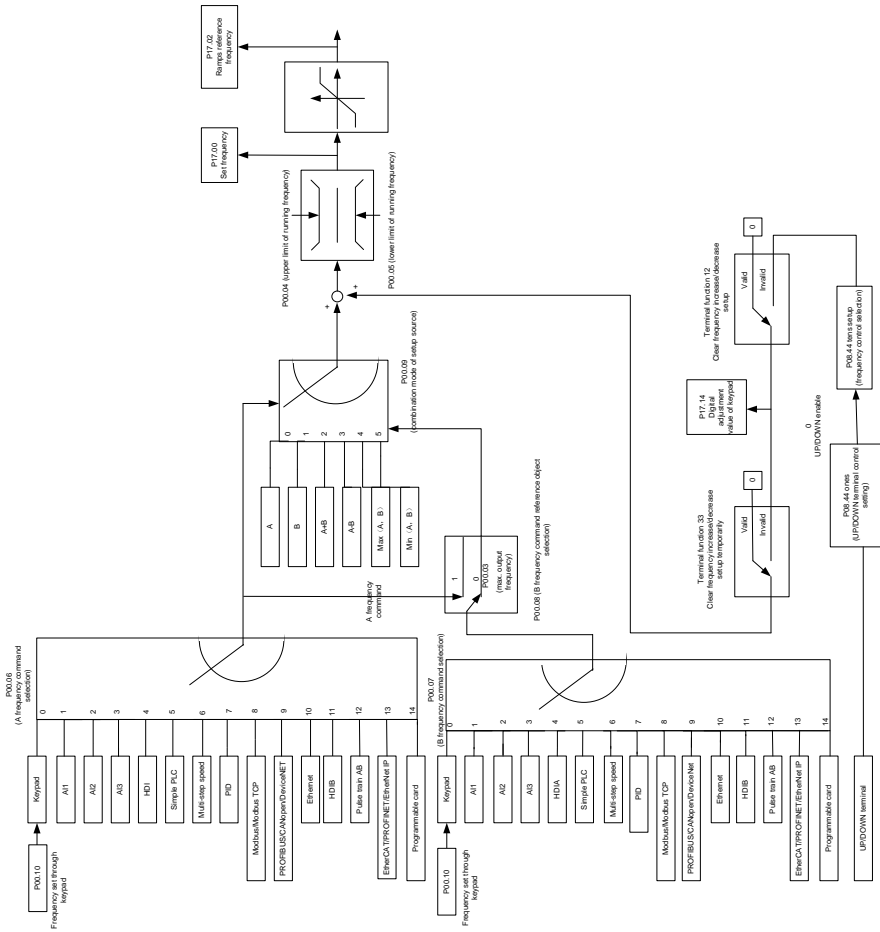 P00.06
(A frequency command
selection)
P00.10
Frequency set through
keypad
Keypad
0
AI1
1
AI2
2
AI3
3
HDI
4
Simple PLC
5
Multi-step speed
6
PID
7
Modbus/Modbus TCP
8
PROFIBUS/CANopen/DeviceNET
9
Ethernet
10
HDIB
11
Pulse train AB
12
EtherCAT/PROFINET/EtherNet IP
13
Programmable card
14
P00.07
(B frequency command selection)
P00.10
Frequency set through
keypad
Keypad
0
AI1
1
AI2
2
AI3
3
HDIA
4
Simple PLC
5
Multi-step speed
6
PID
7
Modbus/Modbus TCP
8
PROFIBUS/CANopen/DeviceNet
9
Ethernet
10
HDIB
11
Pulse train AB
12
EtherCAT/PROFINET/EtherNet IP
13
Programmable card
14
UP/DOWN terminal
A frequency
command
1
0
P00.03
(max. output
frequency)
P00.08 (B frequency command reference object
selection)
A
0
B
1
A+B
2
A-B
3
Max (A, B)
4
Min (A, B)
5
P00.09
(combination mode of setup source)
+
+
P00.04 (upper limit of running frequency)
P00.05 (lower limit of running frequency)
P17.00
Set frequency
P17.02
Ramps reference
frequency
Terminal function 33
Clear frequency increase/decrease
setup temporarily
Valid
Invalid
0
P17.14
Digital
adjustment
value of keypad
Terminal function 12
Clear frequency increase/decrease
setup
Valid
Invalid
0
P08.44 ones
(UP/DOWN terminal control
setting)
0
UP/DOWN enable
P08.44 tens setup
(frequency control selection)